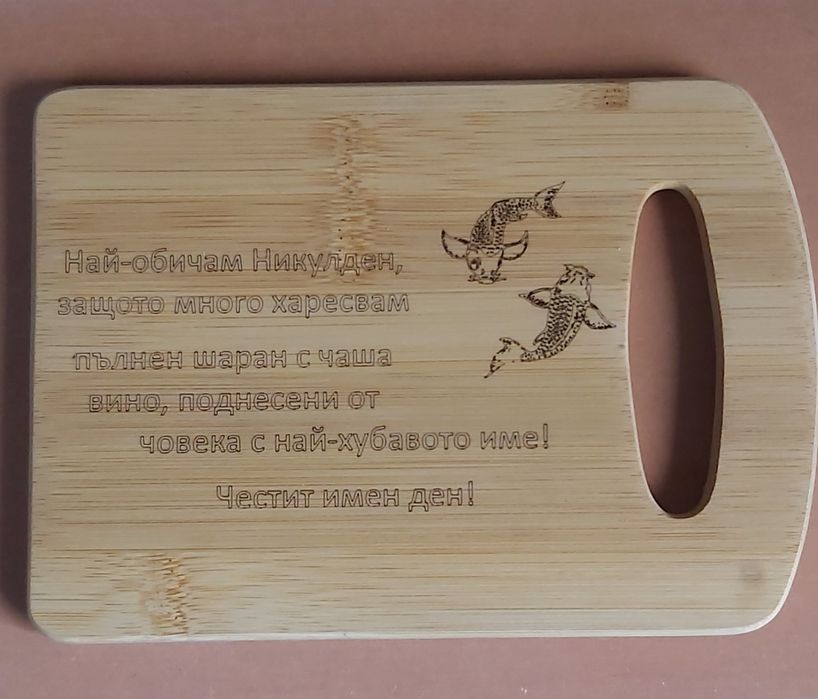 Най-обичам Никулден,
защото много харесвам
пълнен шаран с чаша
вино, поднесени от
човека с най-хубавото име!
Честит имен ден!